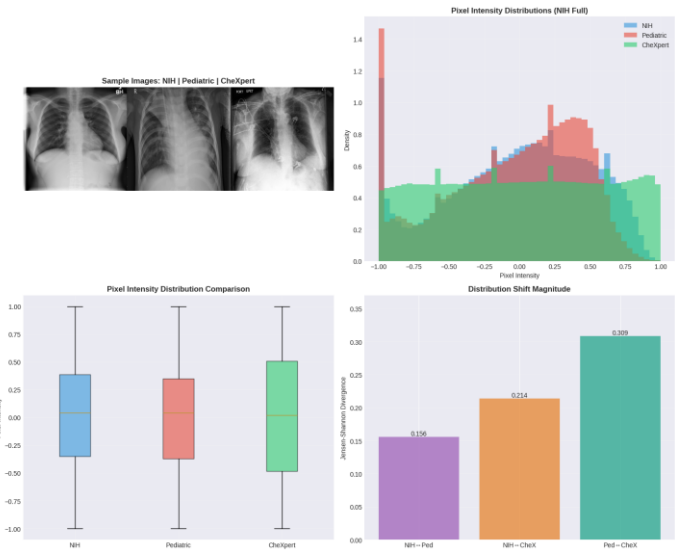 Pixel Intensity Distributions (NIH Full)
NIH
Pediatric
CheXpert
1.4
1.2
1.0
0.8
0.6
0.4
0.2
0.0
Density
−1.00 −0.75 −0.50 −0.25 0.00 0.25 0.50 0.75 1.00
Pixel Intensity
Sample Images: NIH | Pediatric | CheXpert
Pixel Intensity Distribution Comparison
1.00
0.75
0.50
0.25
0.00
−0.25
−0.50
−0.75
−1.00
NIH Pediatric CheXpert
Distribution Shift Magnitude
0.35
0.30
0.25
0.20
0.15
0.10
0.05
0.00
Jensen-Shannon Divergence
0.156
0.214
0.309
NIH−Ped NIH−CheX Ped−CheX